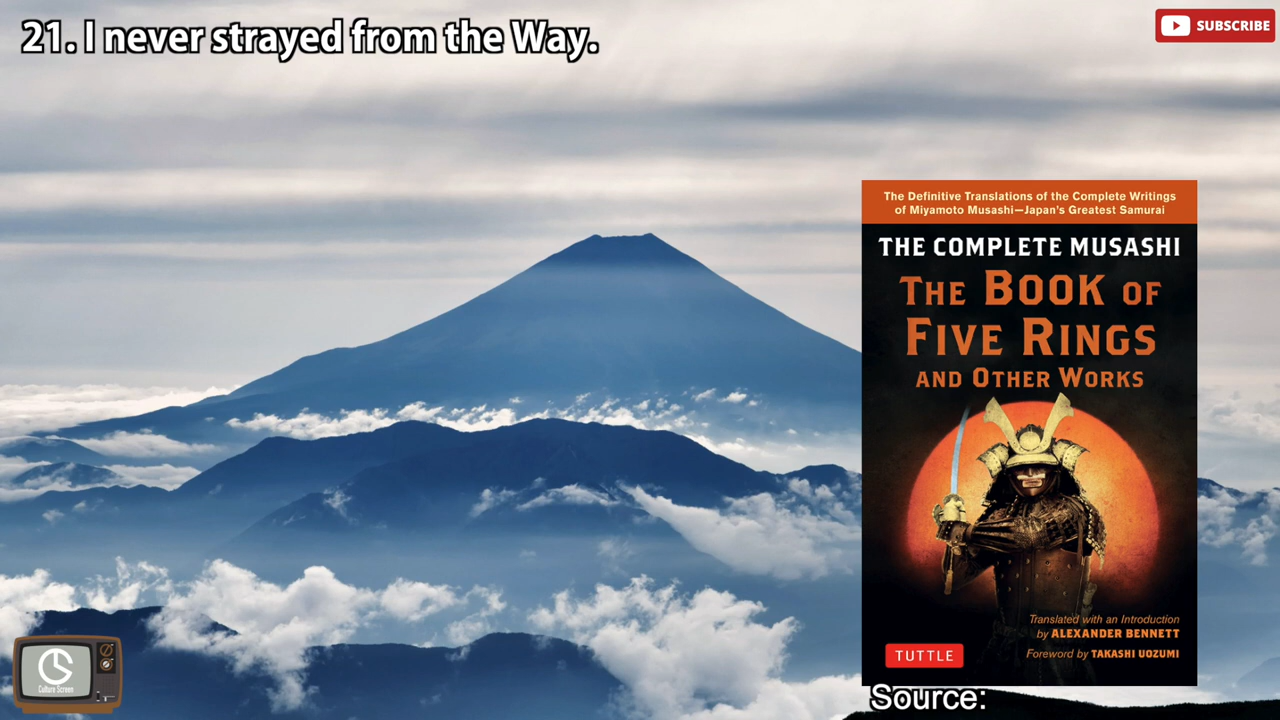 21. I never strayed from the Way.
SUBSCRIBE
The Definitive Translations of the Complete Writings
of Miyamoto Musashi—Japan's Greatest Samurai
THE COMPLETE MUSASHI
THE BOOK OF
FIVE RINGS
AND OTHER WORKS
Translated with an Introduction
by ALEXANDER BENNETT
Foreword by TAKASHI UOZUMI
TUTTLE
Culture Screen
Source: